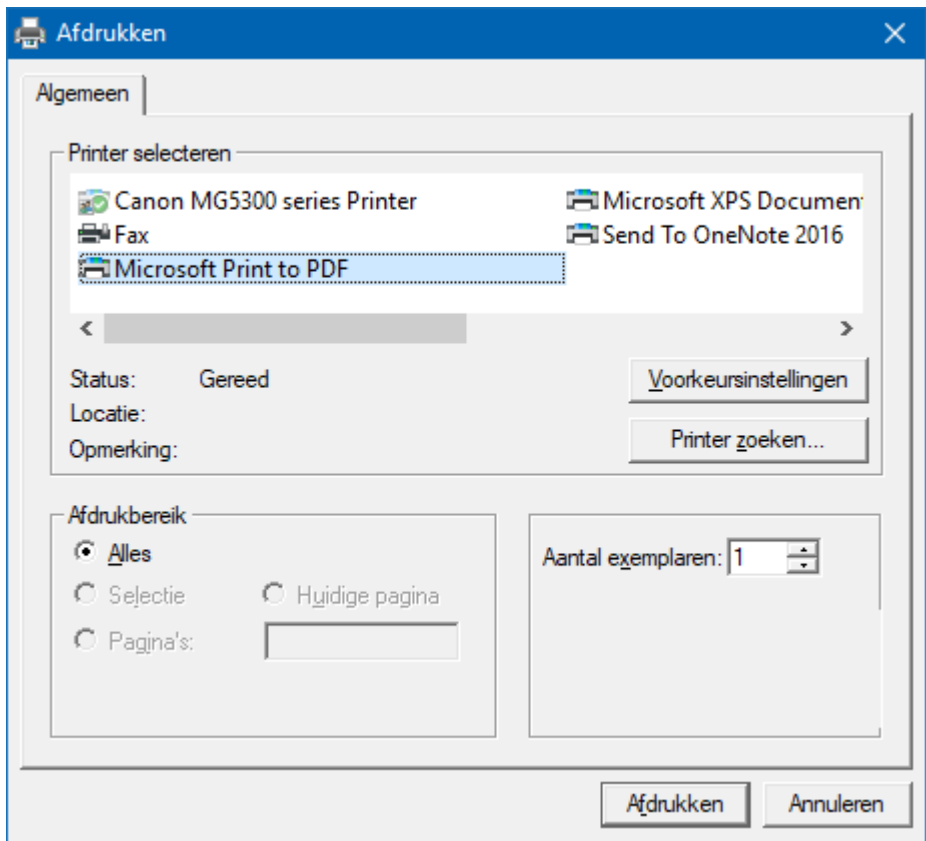 Afdrukken
Algemeen
Printer selecteren
Canon MG5300 series Printer
Microsoft XPS Documen
Fax
Send To OneNote 2016
Microsoft Print to PDF
Status: Gereed
Voorkeursinstellingen
Locatie:
Printer zoeken...
Opmerking:
Afdrukbereik
Alles
Aantal exemplaren: 1
Selectie
Huidige pagina
Pagina's:
Afdrukken
Annuleren